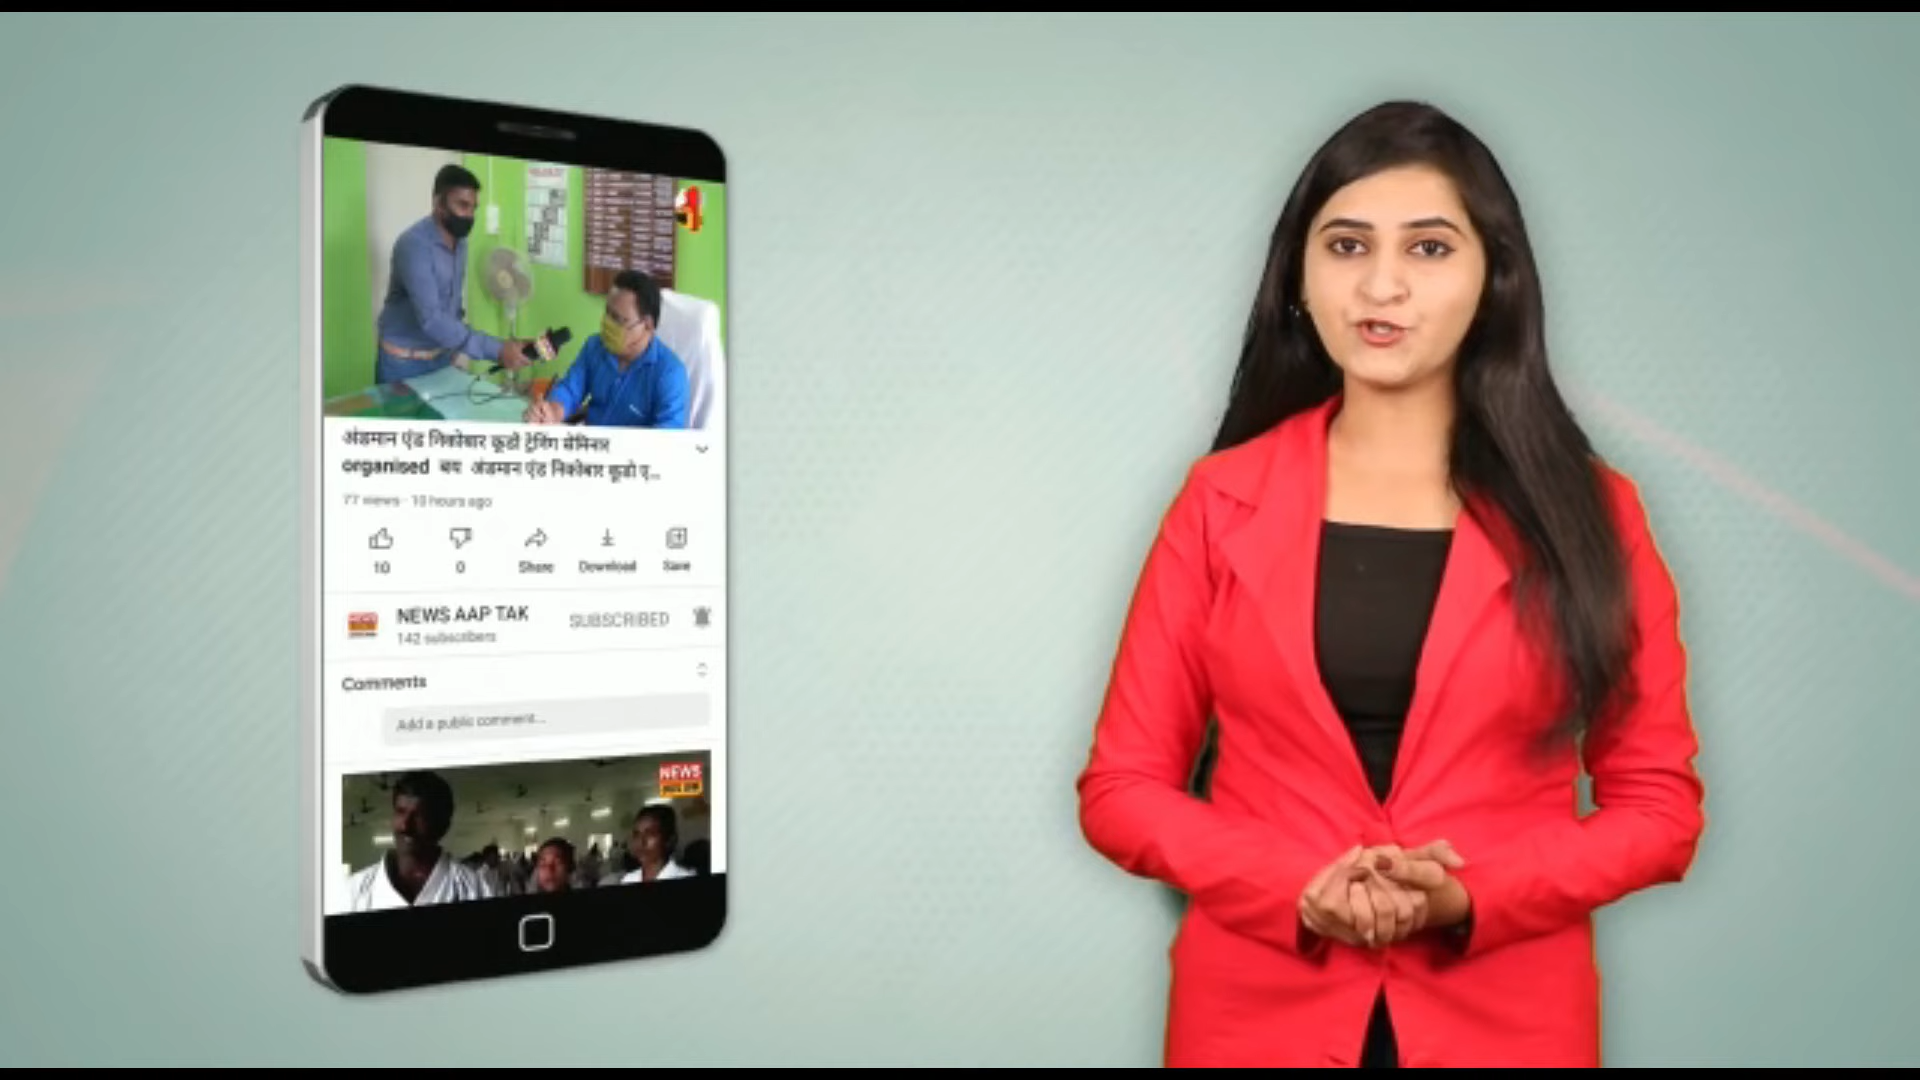 अंडमान एंड निकोबार कूडो ट्रेनिंग सेमिनार
organised बय अंडमान एंड निकोबार कूडो ए...
77 views · 10 hours ago
10
0
Share
Download
Save
NEWS AAP TAK
SUBSCRIBED
142 subscribers
Comments
Add a public comment...
NEWS